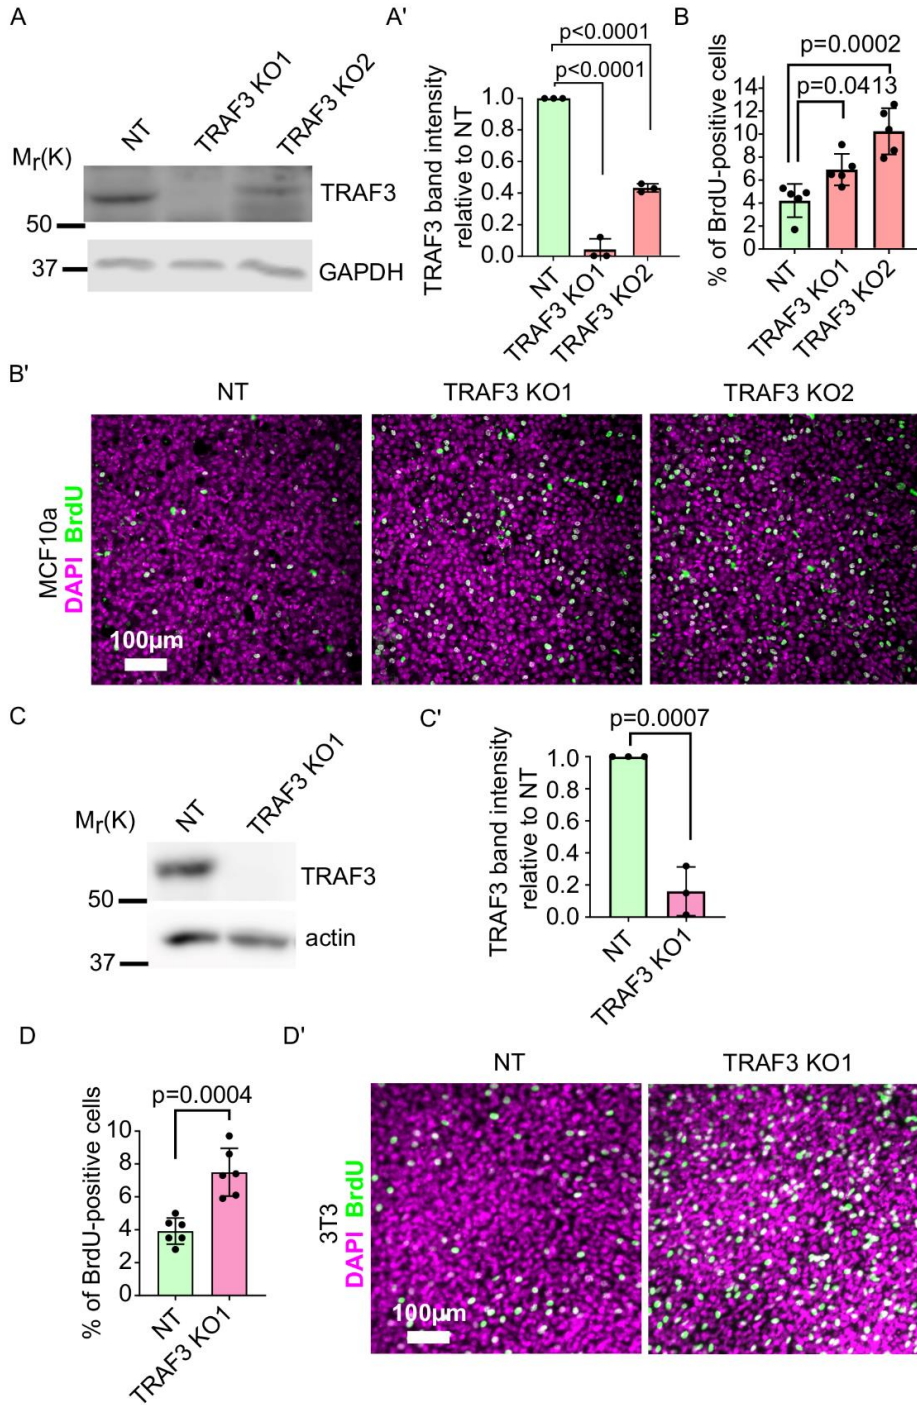 A
NT
TRAF3 KO1
TRAF3 KO2
Mr(K)
TRAF3
50
37
GAPDH
A'
p<0.0001
p<0.0001
TRAF3 band intensity
relative to NT
1.0
0.8
0.6
0.4
0.2
0.0
NT
TRAF3 KO1
TRAF3 KO2
B
p=0.0002
p=0.0413
% of BrdU-positive cells
14
12
10
8
6
4
2
0
NT
TRAF3 KO1
TRAF3 KO2
B'
NT
TRAF3 KO1
TRAF3 KO2
MCF10a
DAPI BrdU
100µm
C
NT
TRAF3 KO1
Mr(K)
TRAF3
50
actin
37
C'
p=0.0007
TRAF3 band intensity
relative to NT
1.0
0.8
0.6
0.4
0.2
0.0
NT
TRAF3 KO1
D
p=0.0004
% of BrdU-positive cells
10
8
6
4
2
0
NT
TRAF3 KO1
D'
NT
TRAF3 KO1
3T3
DAPI BrdU
100µm